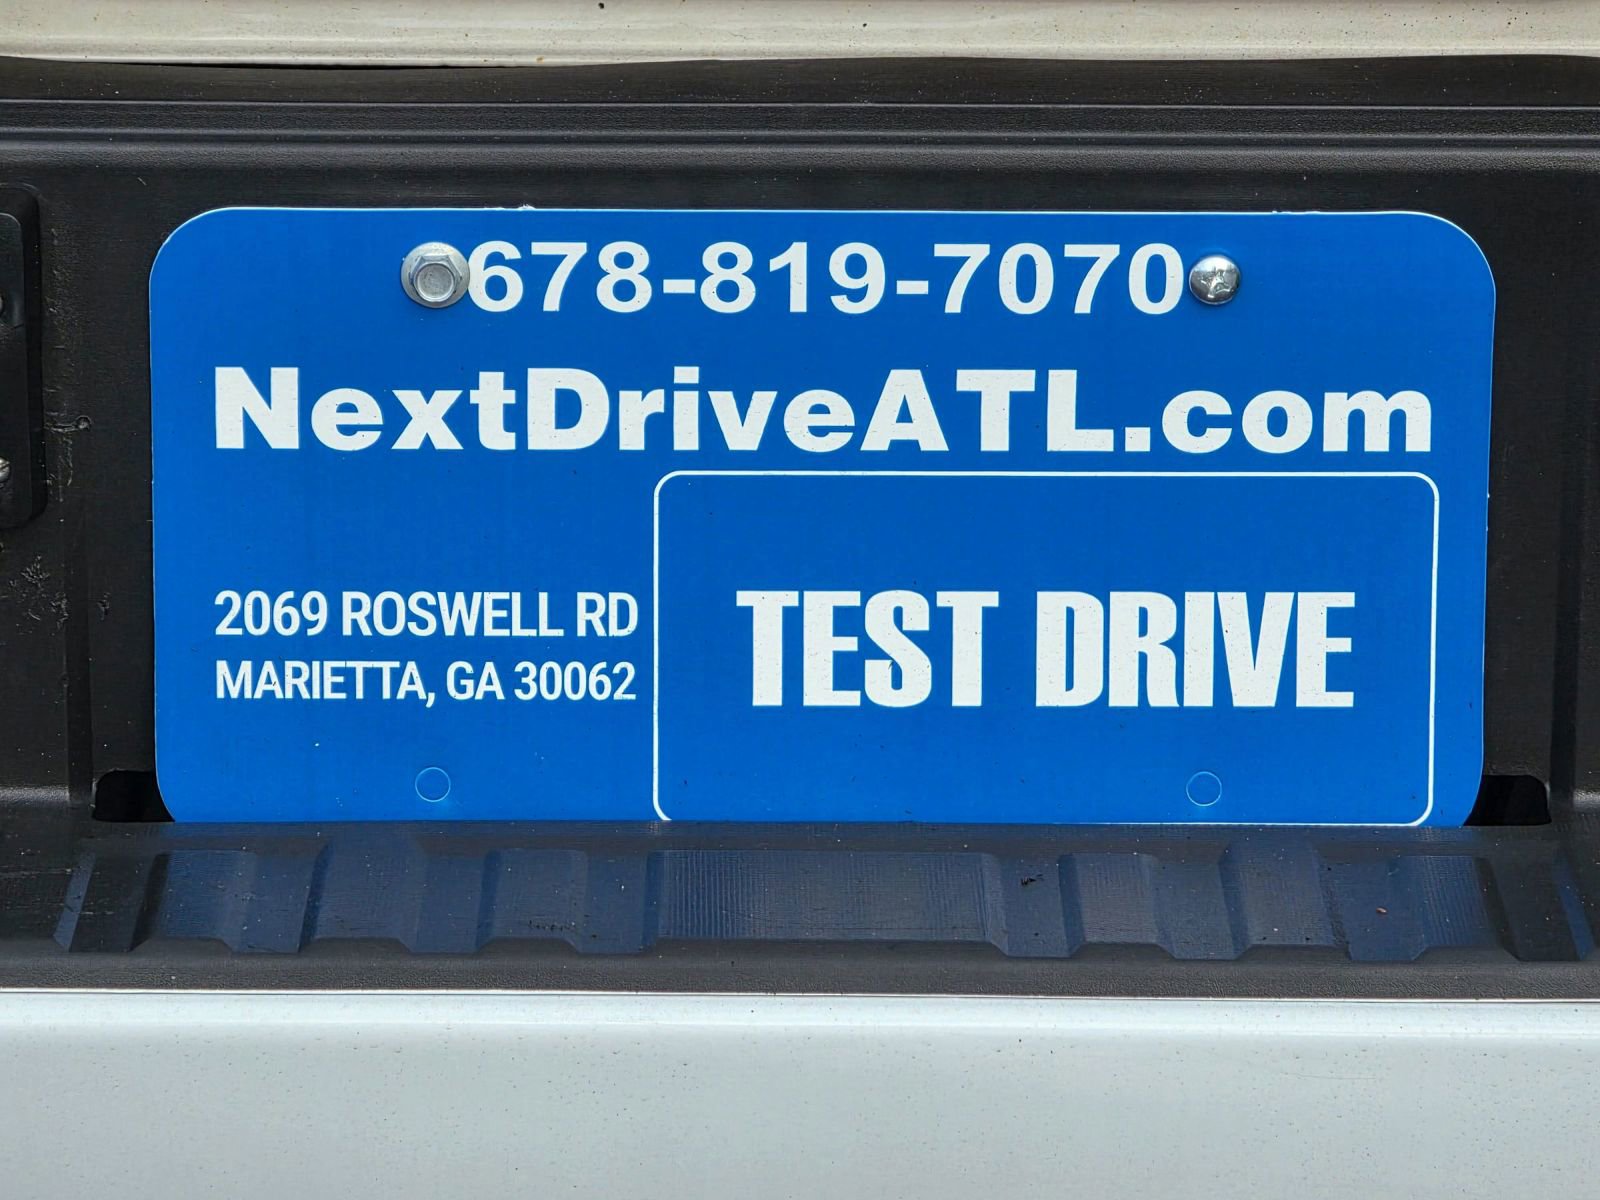 678-819-7070
NextDriveATL.com
2069 ROSWELL RD
MARIETTA, GA 30062
TEST DRIVE